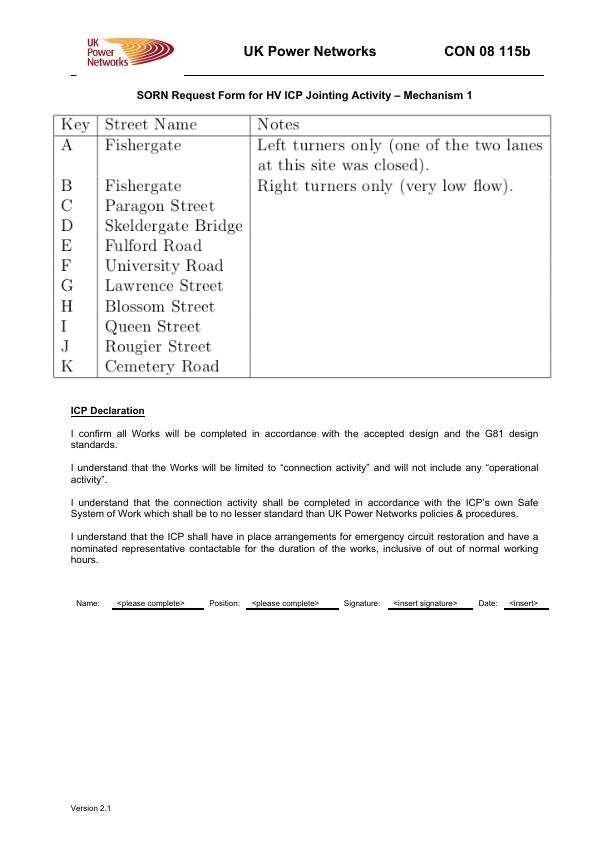 UK
Power
Networks
UK Power Networks
CON 08 115b
SORN Request Form for HV ICP Jointing Activity – Mechanism 1
Key Street Name Notes
A Fishergate Left turners only (one of the two lanes
at this site was closed).
B Fishergate Right turners only (very low flow).
C Paragon Street
D Skeldergate Bridge
E Fulford Road
F University Road
G Lawrence Street
H Blossom Street
I Queen Street
J Rougier Street
K Cemetery Road
ICP Declaration
I confirm all Works will be completed in accordance with the accepted design and the G81 design
standards.
I understand that the Works will be limited to “connection activity” and will not include any “operational
activity”.
I understand that the connection activity shall be completed in accordance with the ICP’s own Safe
System of Work which shall be to no lesser standard than UK Power Networks policies & procedures.
I understand that the ICP shall have in place arrangements for emergency circuit restoration and have a
nominated representative contactable for the duration of the works, inclusive of out of normal working
hours.
Name: <please complete> Position: <please complete> Signature: <insert signature> Date: <insert>
Version 2.1